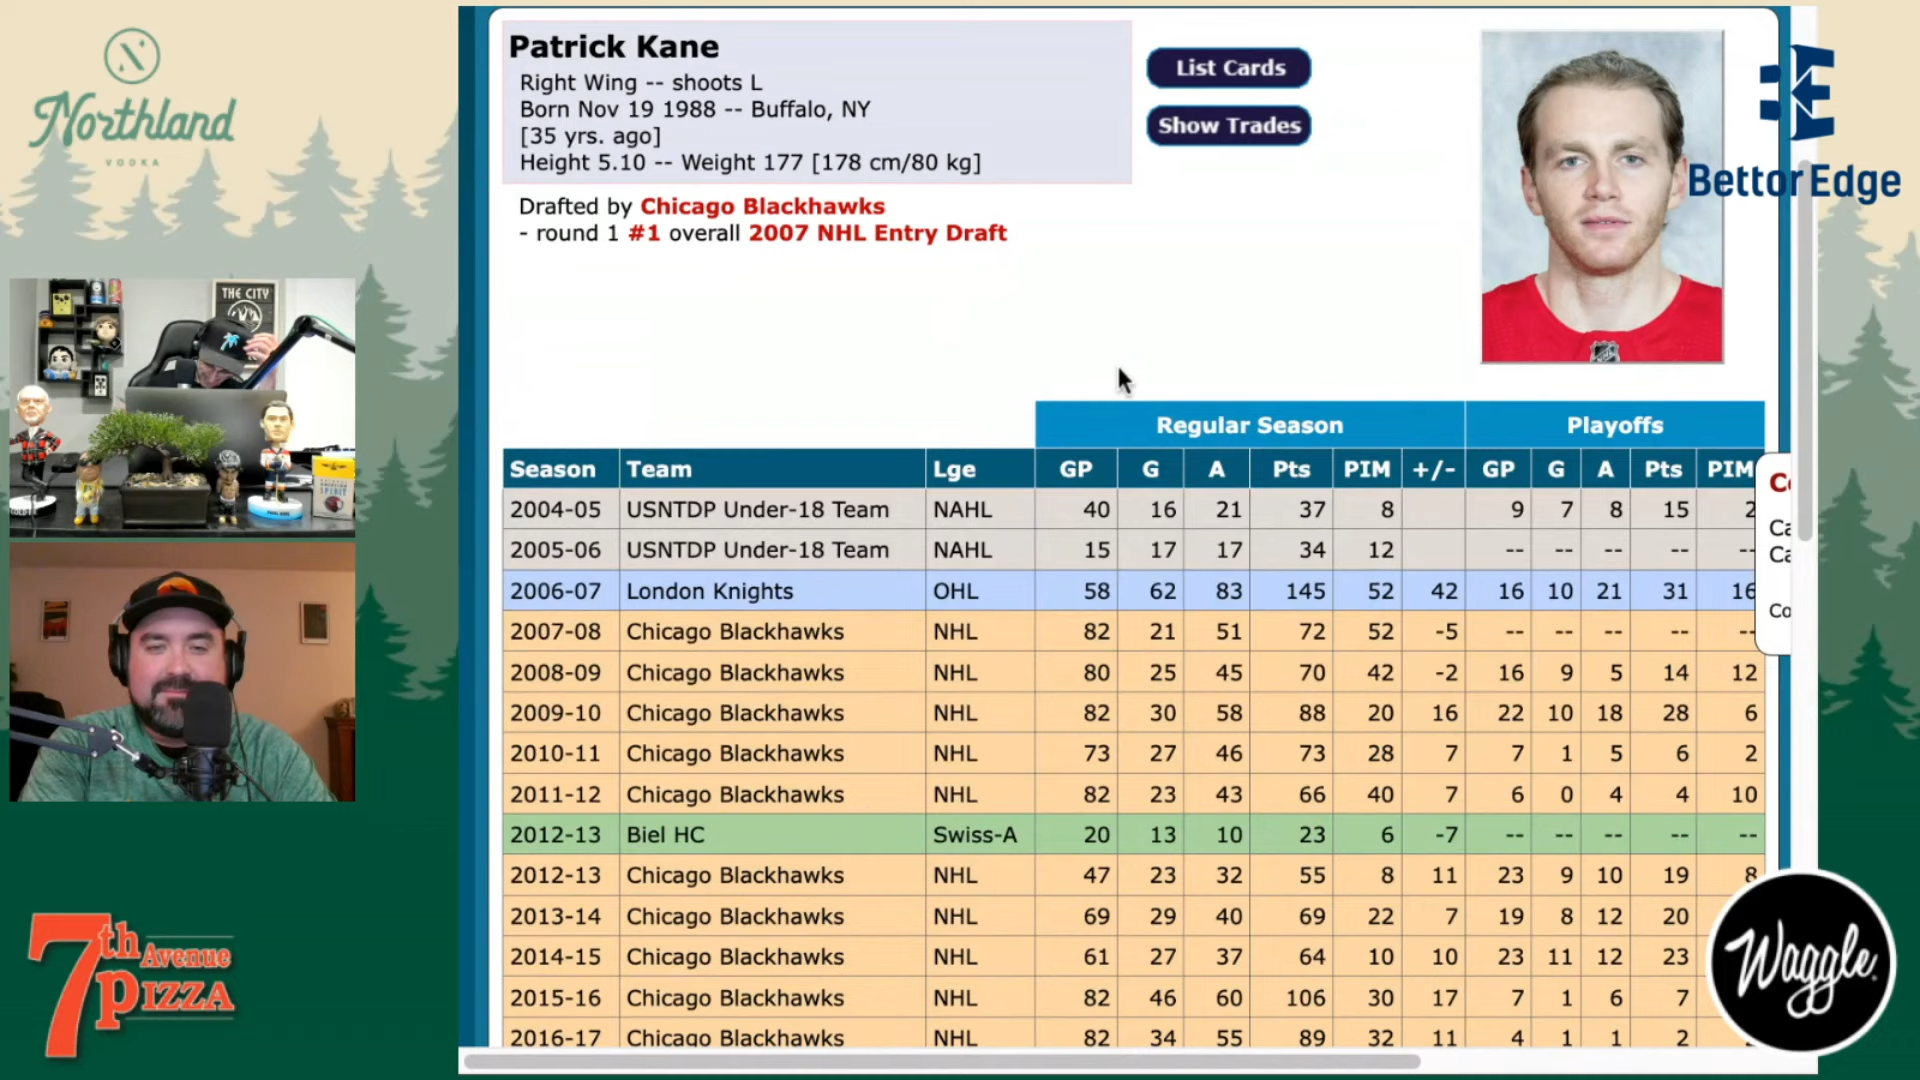 Northland
VODKA
THE CITY
7th Avenue
PIZZA
Patrick Kane
Right Wing -- shoots L
Born Nov 19 1988 -- Buffalo, NY
[35 yrs. ago]
Height 5.10 -- Weight 177 [178 cm/80 kg]
List Cards
Show Trades
Drafted by Chicago Blackhawks
- round 1 #1 overall 2007 NHL Entry Draft
NHL
BettorEdge
Regular Season Playoffs
Season Team Lge GP G A Pts PIM +/- GP G A Pts PIM
2004-05 USNTDP Under-18 Team NAHL 40 16 21 37 8 9 7 8 15 2
2005-06 USNTDP Under-18 Team NAHL 15 17 17 34 12 -- -- -- -- --
2006-07 London Knights OHL 58 62 83 145 52 42 16 10 21 31 16
2007-08 Chicago Blackhawks NHL 82 21 51 72 52 -5 -- -- -- -- --
2008-09 Chicago Blackhawks NHL 80 25 45 70 42 -2 16 9 5 14 12
2009-10 Chicago Blackhawks NHL 82 30 58 88 20 16 22 10 18 28 6
2010-11 Chicago Blackhawks NHL 73 27 46 73 28 7 7 1 5 6 2
2011-12 Chicago Blackhawks NHL 82 23 43 66 40 7 6 0 4 4 10
2012-13 Biel HC Swiss-A 20 13 10 23 6 -7 -- -- -- -- --
2012-13 Chicago Blackhawks NHL 47 23 32 55 8 11 23 9 10 19 8
2013-14 Chicago Blackhawks NHL 69 29 40 69 22 7 19 8 12 20
2014-15 Chicago Blackhawks NHL 61 27 37 64 10 10 23 11 12 23
2015-16 Chicago Blackhawks NHL 82 46 60 106 30 17 7 1 6 7
2016-17 Chicago Blackhawks NHL 82 34 55 89 32 11 4 1 1 2
Ca
Co
Waggle